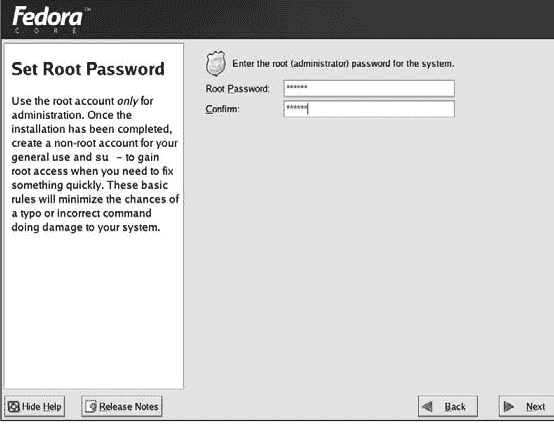 Fedora™
CORE
Set Root Password
Use the root account only for
administration. Once the
installation has been completed,
create a non-root account for your
general use and su - to gain
root access when you need to fix
something quickly. These basic
rules will minimize the chances of
a typo or incorrect command
doing damage to your system.
Enter the root (administrator) password for the system.
Root Password: ******
Confirm: ******
Hide Help
Release Notes
Back
Next